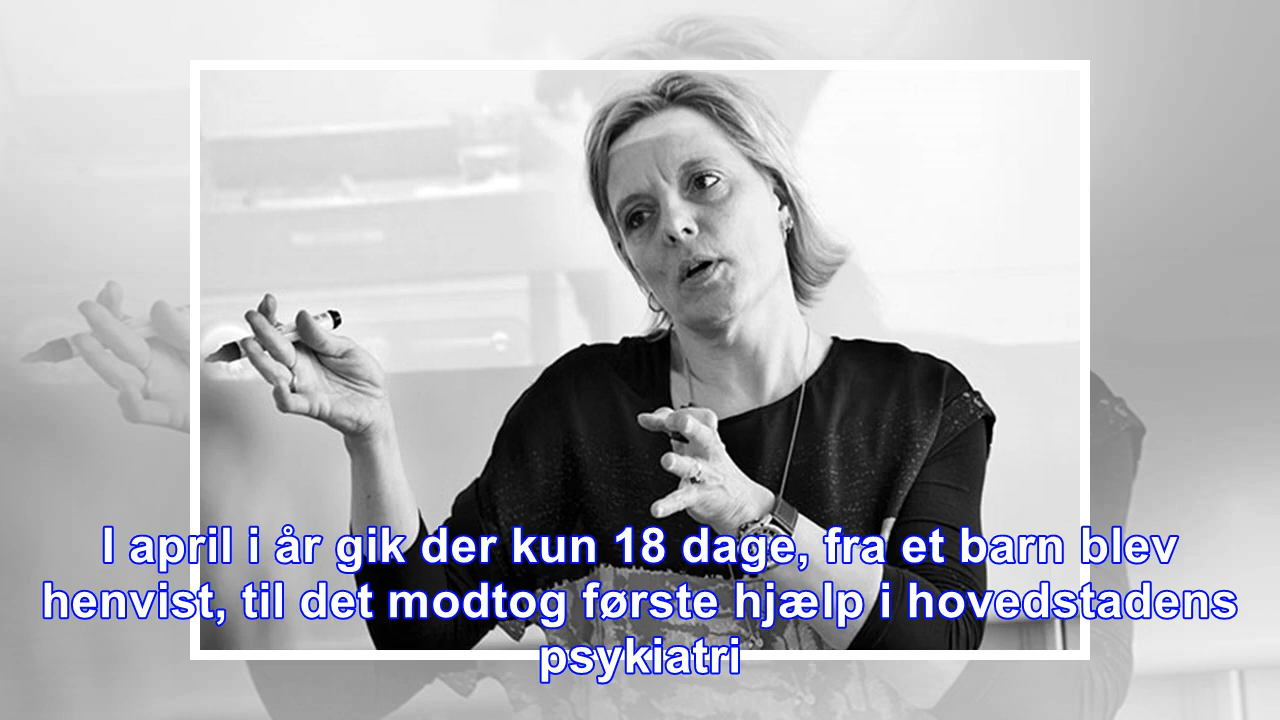 I april i år gik der kun 18 dage, fra et barn blev
henvist, til det modtog første hjælp i hovedstadens
psykiatri